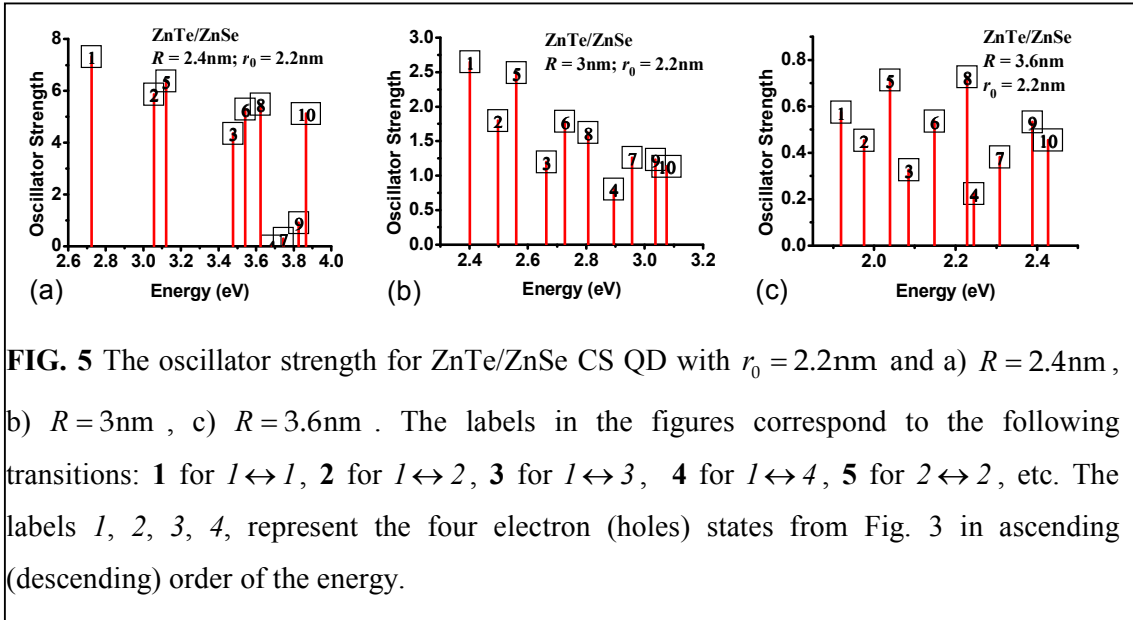 ZnTe/ZnSe
R = 2.4nm; r0 = 2.2nm
Oscillator Strength
8
6
4
2
0
1
2
5
3
6
8
4
7
9
10
2.6 2.8 3.0 3.2 3.4 3.6 3.8 4.0
(a)
Energy (eV)
ZnTe/ZnSe
R = 3nm; r0 = 2.2nm
Oscillator Strength
3.0
2.5
2.0
1.5
1.0
0.5
0.0
1
2
5
3
6
8
4
7
9
10
2.4 2.6 2.8 3.0 3.2
(b)
Energy (eV)
ZnTe/ZnSe
R = 3.6nm
r0 = 2.2nm
Oscillator Strength
0.8
0.6
0.4
0.2
0.0
1
2
5
3
6
8
4
7
9
10
2.0 2.2 2.4
(c)
Energy (eV)
FIG. 5 The oscillator strength for ZnTe/ZnSe CS QD with r0 = 2.2nm and a) R = 2.4nm ,
b) R = 3nm , c) R = 3.6nm . The labels in the figures correspond to the following
transitions: 1 for 1↔1, 2 for 1↔2, 3 for 1↔3, 4 for 1↔4, 5 for 2↔2, etc. The
labels 1, 2, 3, 4, represent the four electron (holes) states from Fig. 3 in ascending
(descending) order of the energy.